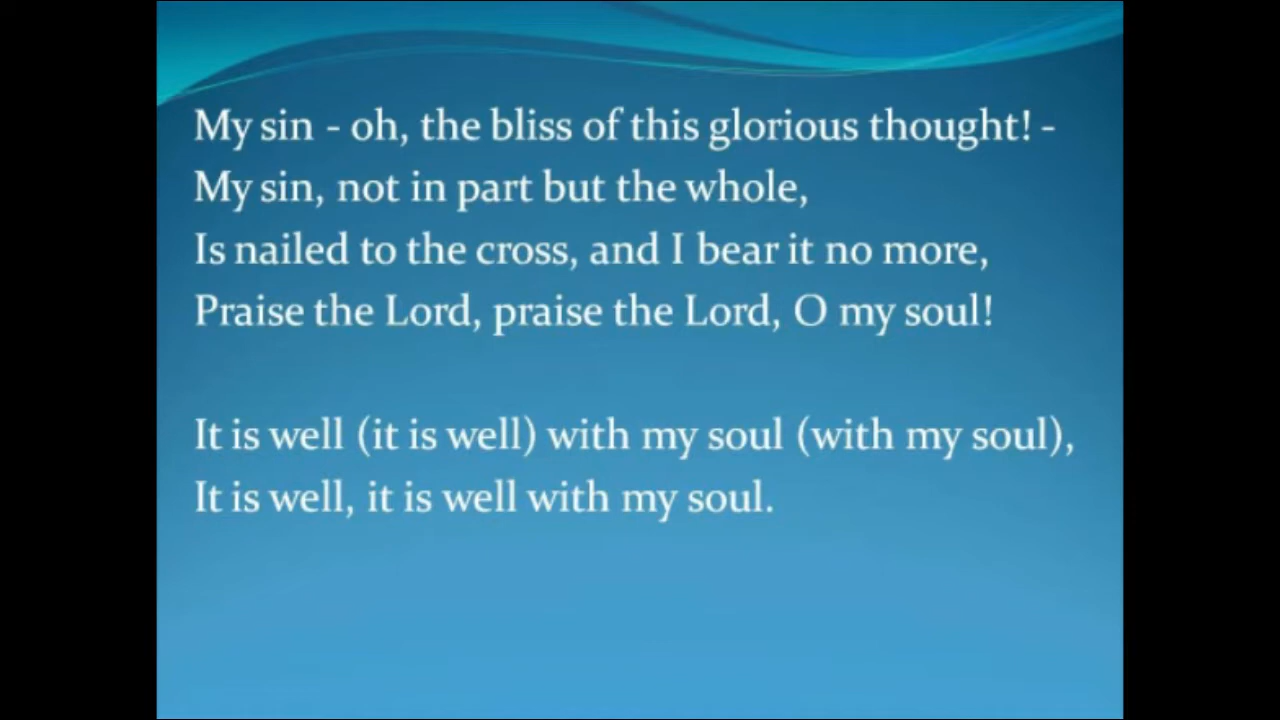 My sin - oh, the bliss of this glorious thought! -
My sin, not in part but the whole,
Is nailed to the cross, and I bear it no more,
Praise the Lord, praise the Lord, O my soul!
It is well (it is well) with my soul (with my soul),
It is well, it is well with my soul.